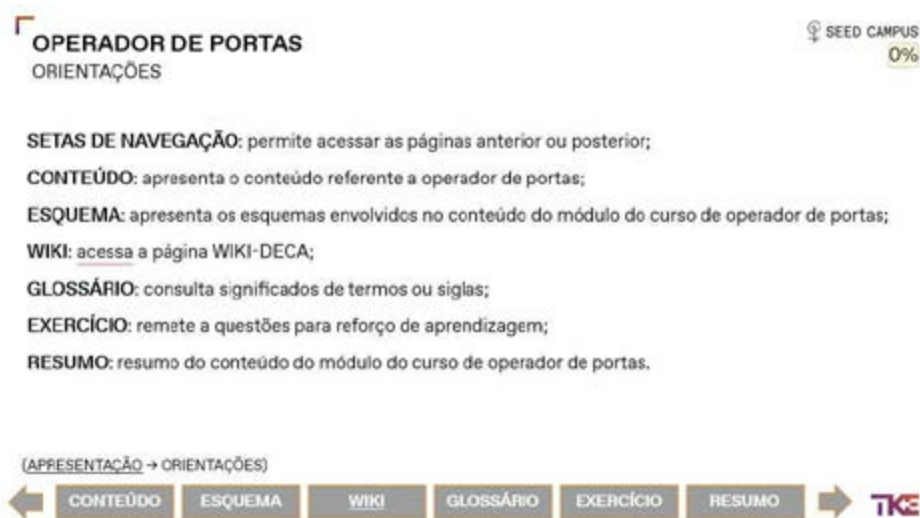 OPERADOR DE PORTAS
ORIENTAÇÕES
SEED CAMPUS
0%
SETAS DE NAVEGAÇÃO: permite acessar as páginas anterior ou posterior;
CONTEÚDO: apresenta o conteúdo referente a operador de portas;
ESQUEMA: apresenta os esquemas envolvidos no conteúdo do módulo do curso de operador de portas;
WIKI: acessa a página WIKI-DECA;
GLOSSÁRIO: consulta significados de termos ou siglas;
EXERCÍCIO: remete a questões para reforço de aprendizagem;
RESUMO: resumo do conteúdo do módulo do curso de operador de portas.
(APRESENTAÇÃO → ORIENTAÇÕES)
CONTEÚDO ESQUEMA WIKI GLOSSÁRIO EXERCÍCIO RESUMO
TKE